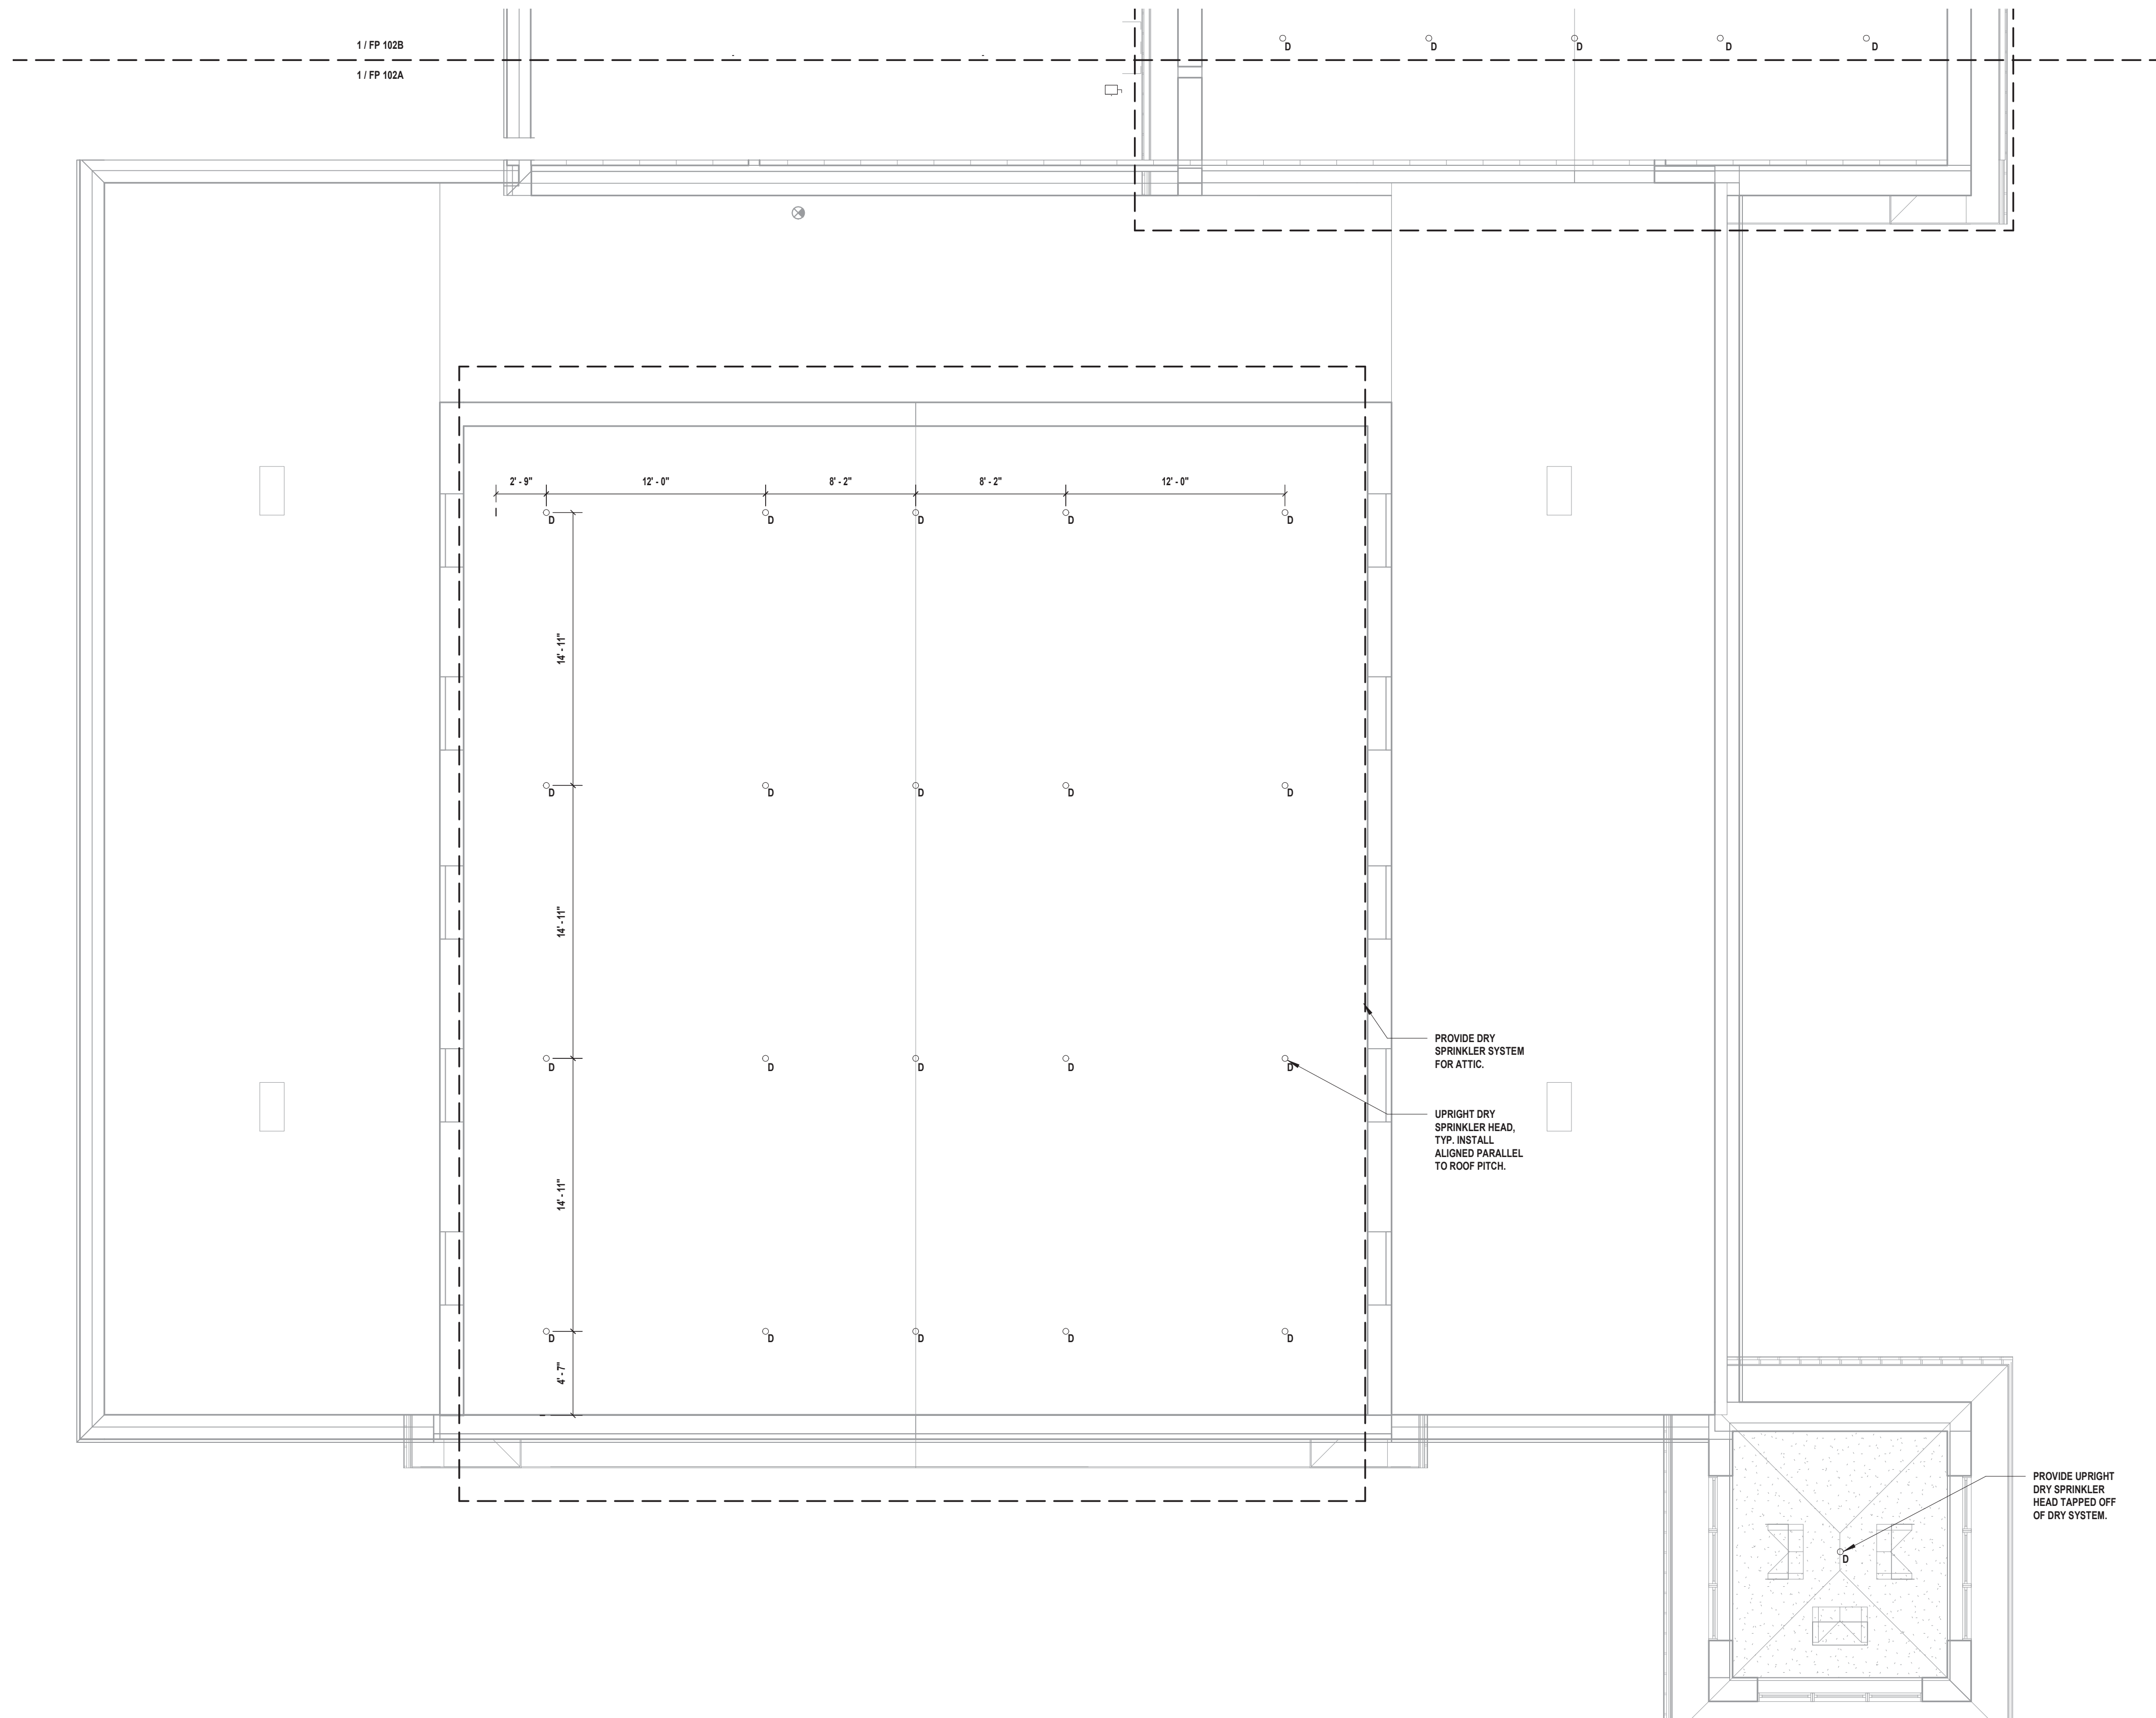 1 / FP 102B
1 / FP 102A
D D D D D
2' - 9" 12' - 0" 8' - 2" 8' - 2" 12' - 0"
D D D D D
14' - 11"
D D D D D
14' - 11"
PROVIDE DRY
SPRINKLER SYSTEM
FOR ATTIC.
D D D D D
UPRIGHT DRY
SPRINKLER HEAD,
TYP. INSTALL
ALIGNED PARALLEL
TO ROOF PITCH.
14' - 11"
D D D D D
4' - 7"
PROVIDE UPRIGHT
DRY SPRINKLER
HEAD TAPPED OFF
OF DRY SYSTEM.
D